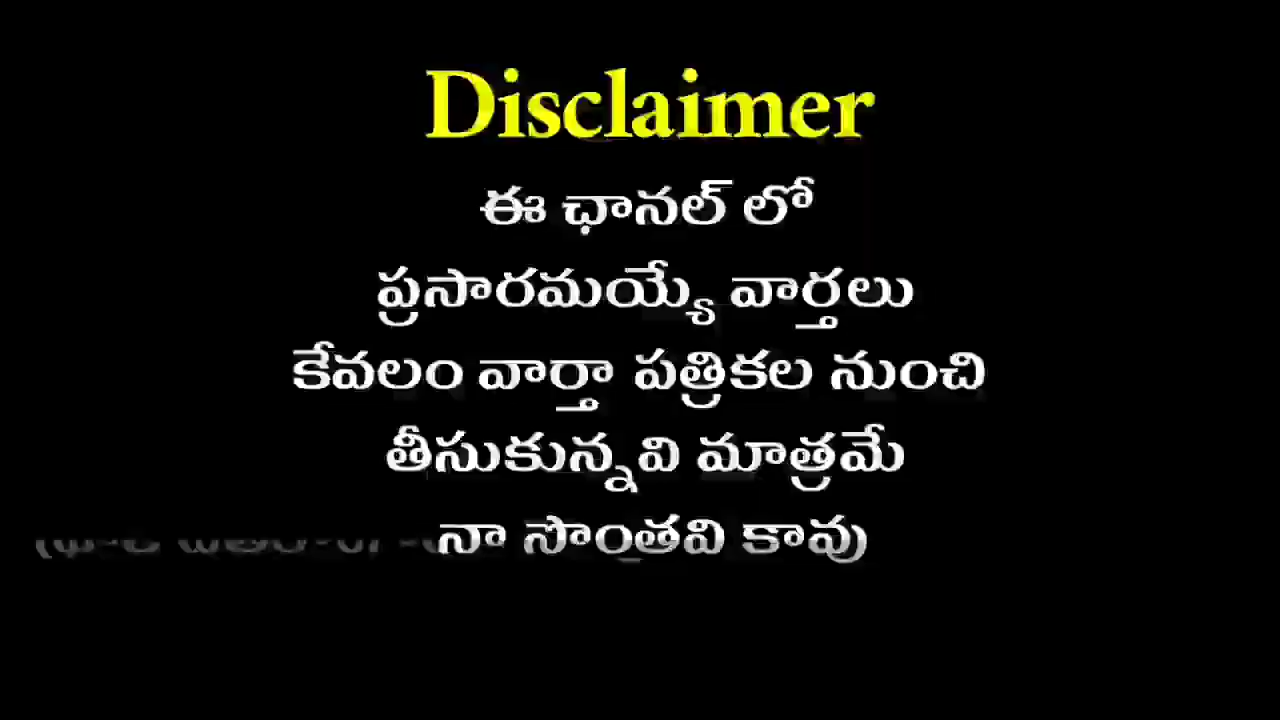 Disclaimer
ఈ ఛానల్ లో
ప్రసారమయ్యే వార్తలు
కేవలం వార్తా పత్రికల నుంచి
తీసుకున్నవి మాత్రమే
నా సొంతవి కావు